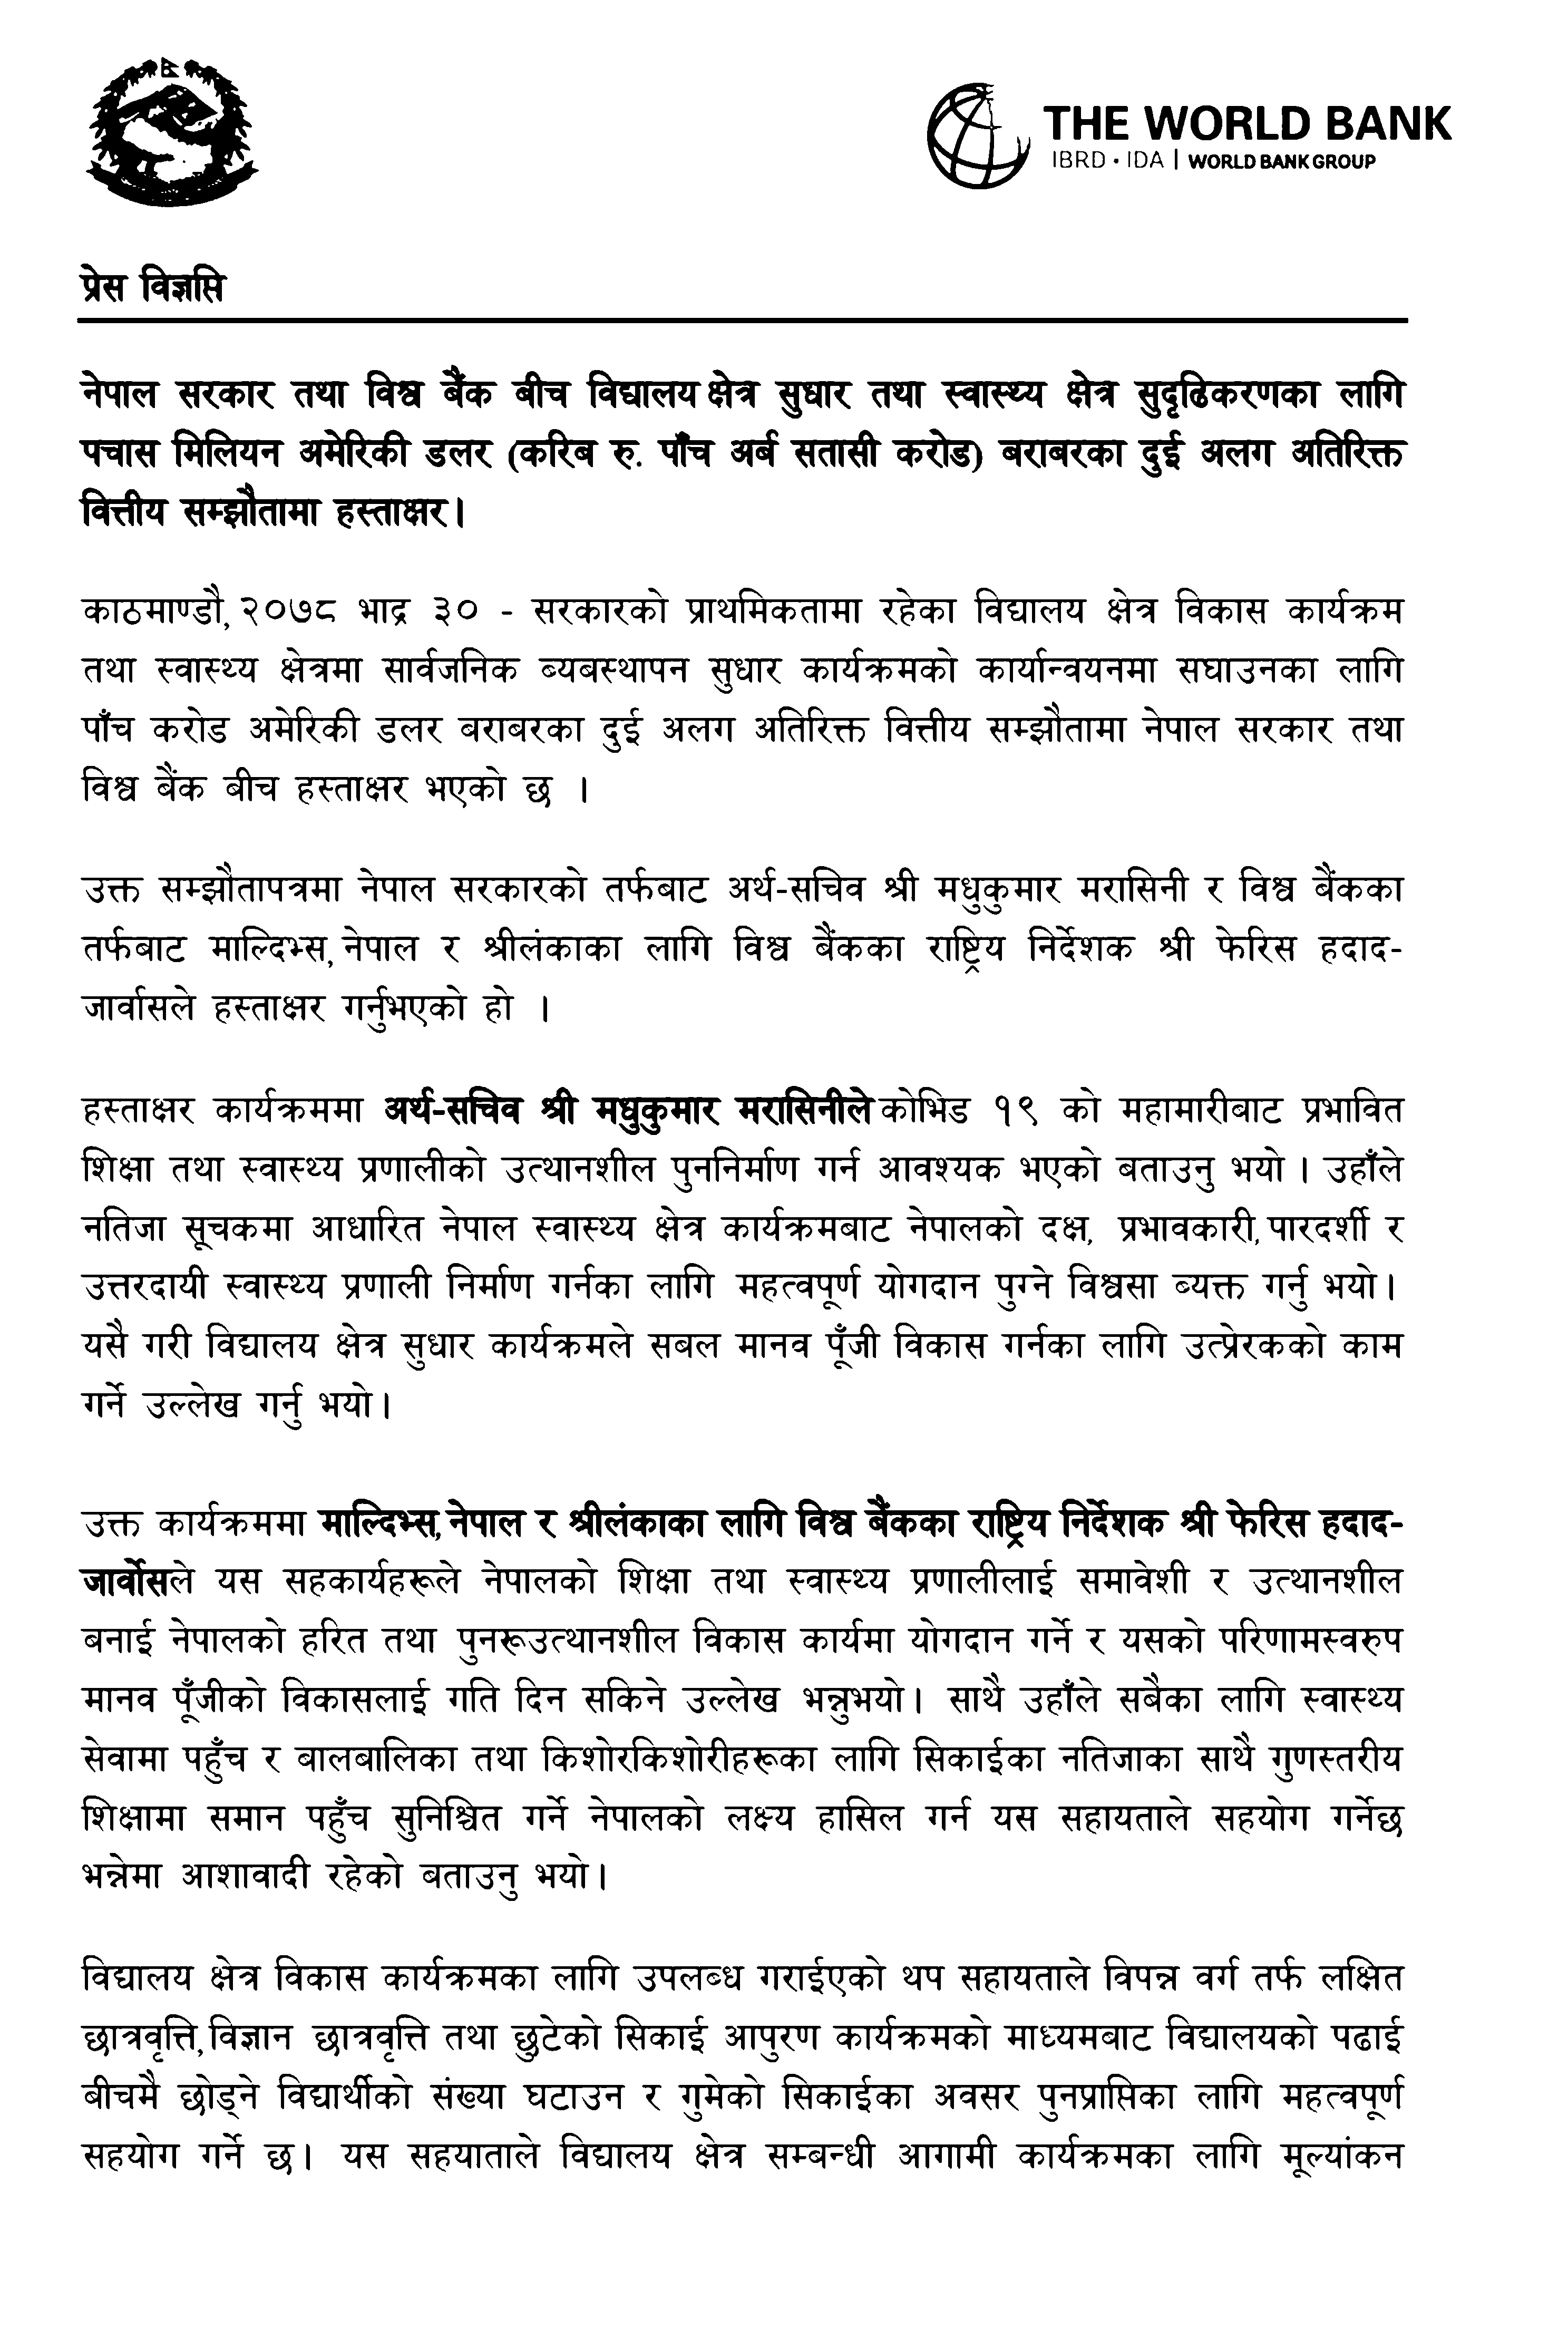 THE WORLD BANK
IBRD • IDA | WORLD BANK GROUP
प्रेस विज्ञप्ति
नेपाल सरकार तथा विश्व बैंक बीच विद्यालय क्षेत्र सुधार तथा स्वास्थ्य क्षेत्र सुदृढिकरणका लागि
पचास मिलियन अमेरिकी डलर (करिब रु. पाँच अर्ब सतासी करोड) बराबरका दुई अलग अतिरिक्त
वित्तीय सम्झौतामा हस्ताक्षर।
काठमाण्डौ, २०७८ भाद्र ३० - सरकारको प्राथमिकतामा रहेका विद्यालय क्षेत्र विकास कार्यक्रम
तथा स्वास्थ्य क्षेत्रमा सार्वजनिक ब्यबस्थापन सुधार कार्यक्रमको कार्यान्वयनमा सघाउनका लागि
पाँच करोड अमेरिकी डलर बराबरका दुई अलग अतिरिक्त वित्तीय सम्झौतामा नेपाल सरकार तथा
विश्व बैंक बीच हस्ताक्षर भएको छ ।
उक्त सम्झौतापत्रमा नेपाल सरकारको तर्फबाट अर्थ-सचिव श्री मधुकुमार मरासिनी र विश्व बैंकका
तर्फबाट माल्दिभ्स, नेपाल र श्रीलंकाका लागि विश्व बैंकका राष्ट्रिय निर्देशक श्री फेरिस हदाद-
जार्वासले हस्ताक्षर गर्नुभएको हो ।
हस्ताक्षर कार्यक्रममा अर्थ-सचिव श्री मधुकुमार मरासिनीले कोभिड १९ को महामारीबाट प्रभावित
शिक्षा तथा स्वास्थ्य प्रणालीको उत्थानशील पुननिर्माण गर्न आवश्यक भएको बताउनु भयो । उहाँले
नतिजा सूचकमा आधारित नेपाल स्वास्थ्य क्षेत्र कार्यक्रमबाट नेपालको दक्ष, प्रभावकारी, पारदर्शी र
उत्तरदायी स्वास्थ्य प्रणाली निर्माण गर्नका लागि महत्वपूर्ण योगदान पुग्ने विश्वसा ब्यक्त गर्नु भयो।
यसै गरी विद्यालय क्षेत्र सुधार कार्यक्रमले सबल मानव पूँजी विकास गर्नका लागि उत्प्रेरकको काम
गर्ने उल्लेख गर्नु भयो।
उक्त कार्यक्रममा माल्दिभ्स, नेपाल र श्रीलंकाका लागि विश्व बैंकका राष्ट्रिय निर्देशक श्री फेरिस हदाद-
जार्वोसले यस सहकार्यहरूले नेपालको शिक्षा तथा स्वास्थ्य प्रणालीलाई समावेशी र उत्थानशील
बनाई नेपालको हरित तथा पुनरूउत्थानशील विकास कार्यमा योगदान गर्ने र यसको परिणामस्वरुप
मानव पूँजीको विकासलाई गति दिन सकिने उल्लेख भन्नुभयो। साथै उहाँले सबैका लागि स्वास्थ्य
सेवामा पहुँच र बालबालिका तथा किशोरकिशोरीहरूका लागि सिकाईका नतिजाका साथै गुणस्तरीय
शिक्षामा समान पहुँच सुनिश्चित गर्ने नेपालको लक्ष्य हासिल गर्न यस सहायताले सहयोग गर्नेछ
भन्नेमा आशावादी रहेको बताउनु भयो।
विद्यालय क्षेत्र विकास कार्यक्रमका लागि उपलब्ध गराईएको थप सहायताले विपन्न वर्ग तर्फ लक्षित
छात्रवृत्ति, विज्ञान छात्रवृत्ति तथा छुटेको सिकाई आपुरण कार्यक्रमको माध्यमबाट विद्यालयको पढाई
बीचमै छोड्ने विद्यार्थीको संख्या घटाउन र गुमेको सिकाईका अवसर पुनप्राप्तिका लागि महत्वपूर्ण
सहयोग गर्ने छ। यस सहयाताले विद्यालय क्षेत्र सम्बन्धी आगामी कार्यक्रमका लागि मूल्यांकन